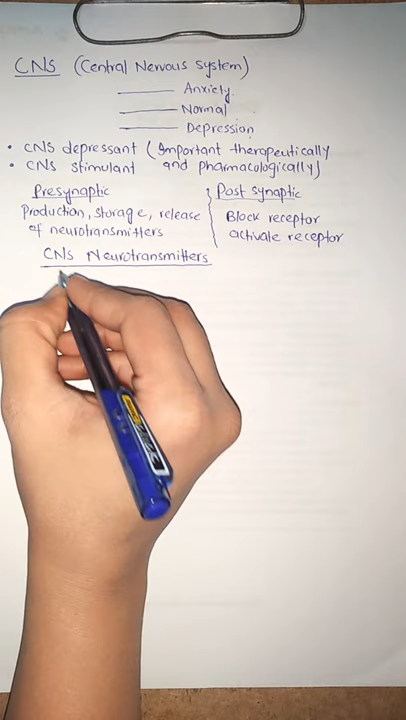 CNS (Central Nervous System)
Anxiety.
Normal
Depression
• CNS depressant (Important therapeutically
• CNS stimulant and pharmacologically)
Presynaptic
Production, storage, release
of neurotransmitters
Post synaptic
Block receptor
activate receptor
CNS Neurotransmitters